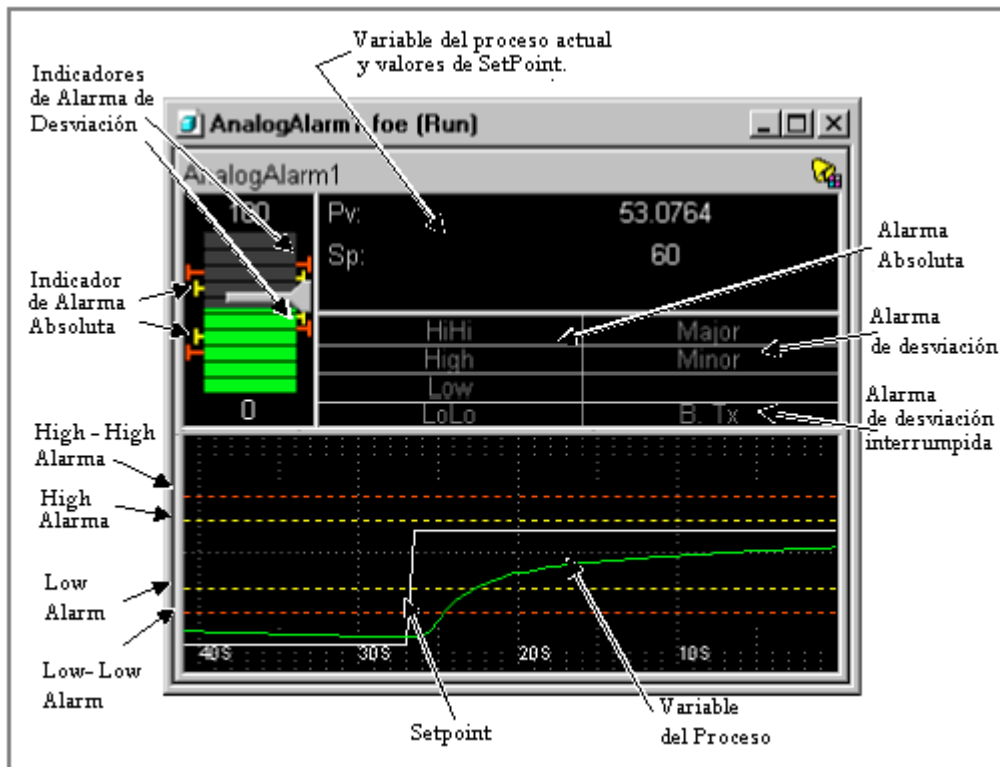 Variable del proceso actual
y valores de SetPoint.
Indicadores
de Alarma de
Desviación
AnalogAlarm1 foe (Run)
AnalogAlarm1
100
Pv:
53.0764
Sp:
60
Alarma
Absoluta
Indicador
de Alarma
Absoluta
HiHi
Major
Alarma
de desviación
High
Minor
Low
0
LoLo
B. Tx
Alarma
de desviación
interrumpida
High - High
Alarma
High
Alarma
Low
Alarm
Low- Low
Alarm
40S
30S
20S
10S
Setpoint
Variable
del Proceso